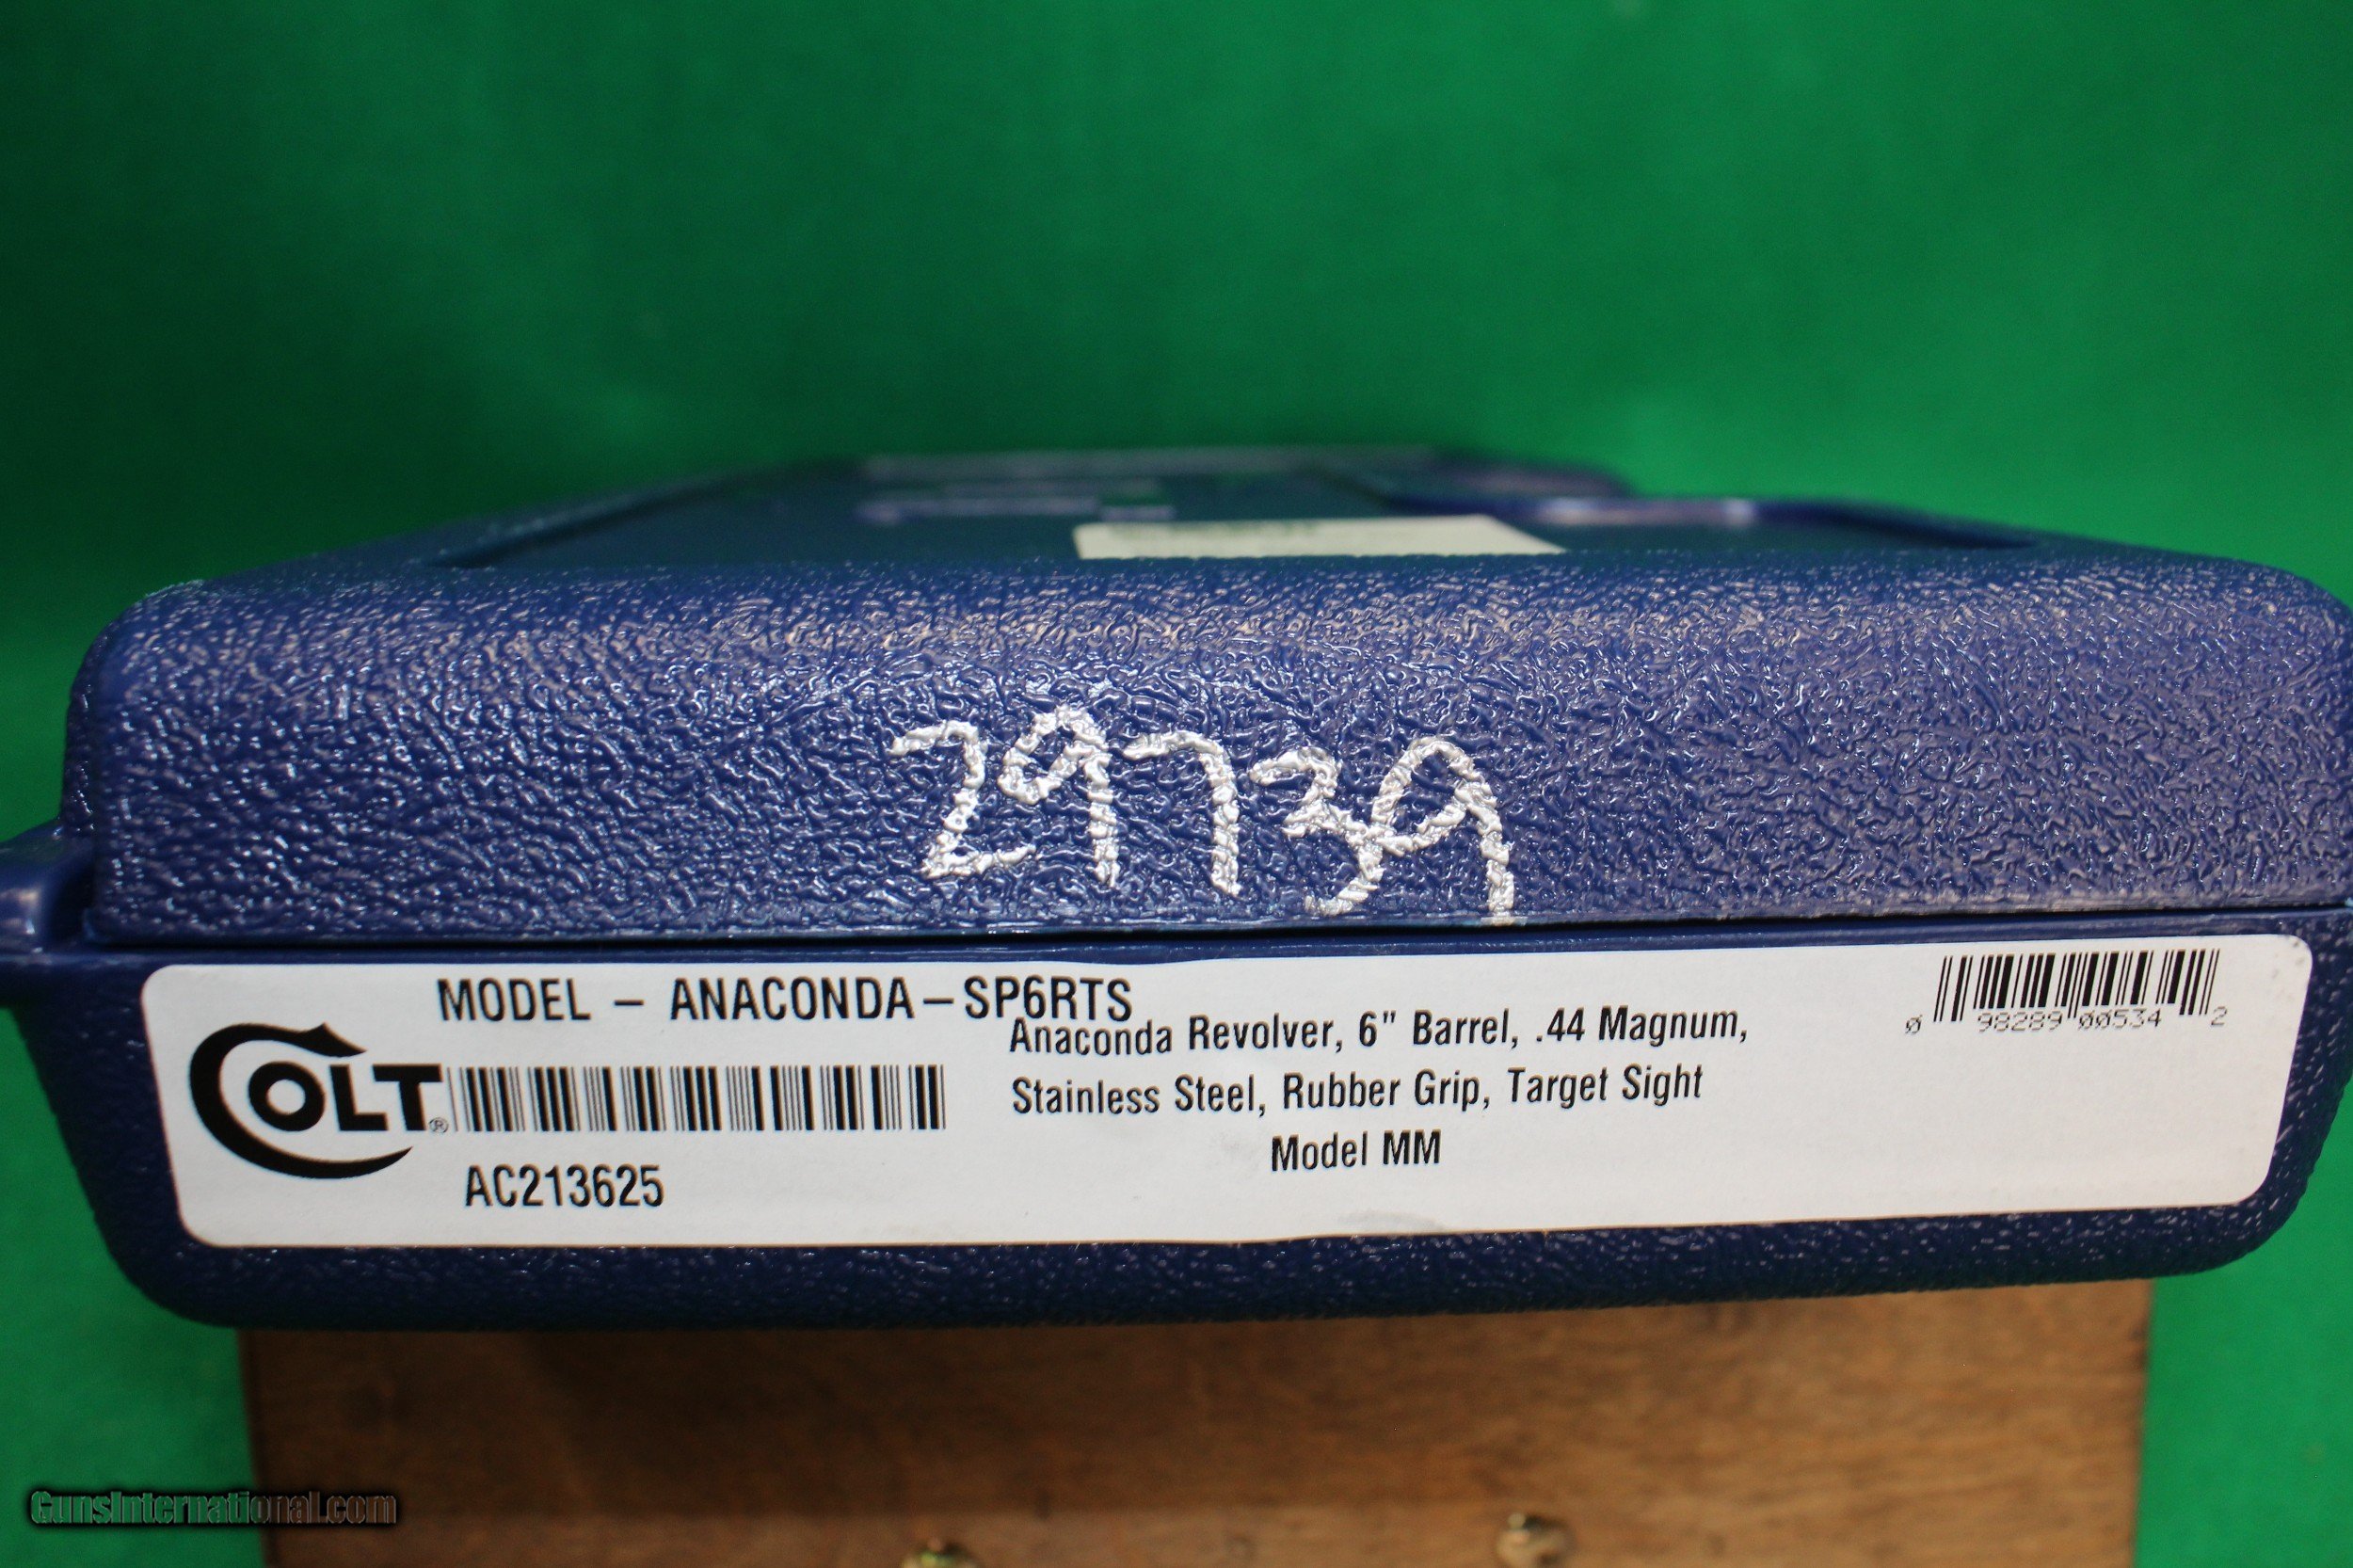 29739
MODEL - ANACONDA-SP6RTS
COLT®
Anaconda Revolver, 6" Barrel, .44 Magnum,
Stainless Steel, Rubber Grip, Target Sight
Model MM
AC213625
0 98289 00534 2
GunsInternational.com